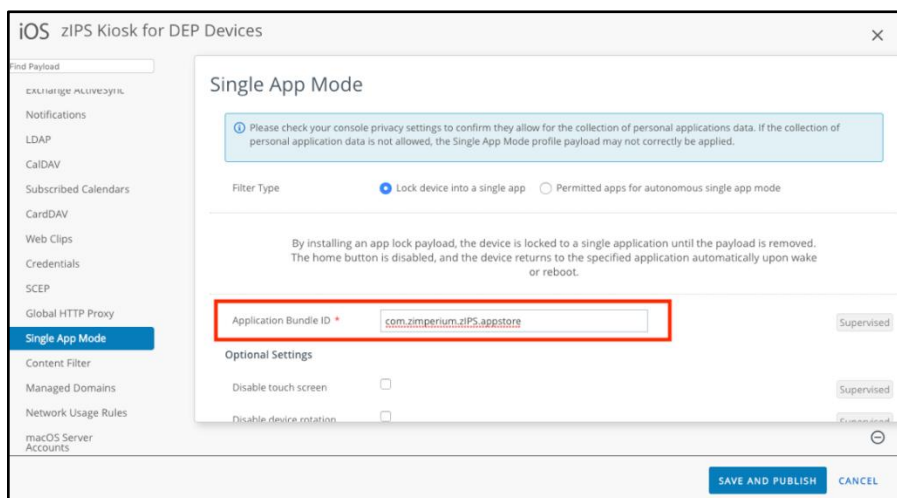 iOS zIPS Kiosk for DEP Devices
Find Payload
Exchange ActiveSync
Notifications
LDAP
CalDAV
Subscribed Calendars
CardDAV
Web Clips
Credentials
SCEP
Global HTTP Proxy
Single App Mode
Content Filter
Managed Domains
Network Usage Rules
macOS Server
Accounts
Single App Mode
Please check your console privacy settings to confirm they allow for the collection of personal applications data. If the collection of
personal application data is not allowed, the Single App Mode profile payload may not correctly be applied.
Filter Type Lock device into a single app Permitted apps for autonomous single app mode
By installing an app lock payload, the device is locked to a single application until the payload is removed.
The home button is disabled, and the device returns to the specified application automatically upon wake
or reboot.
Application Bundle ID * com.zimperium.zIPS.appstore Supervised
Optional Settings
Disable touch screen Supervised
Disable device rotation Supervised
SAVE AND PUBLISH CANCEL